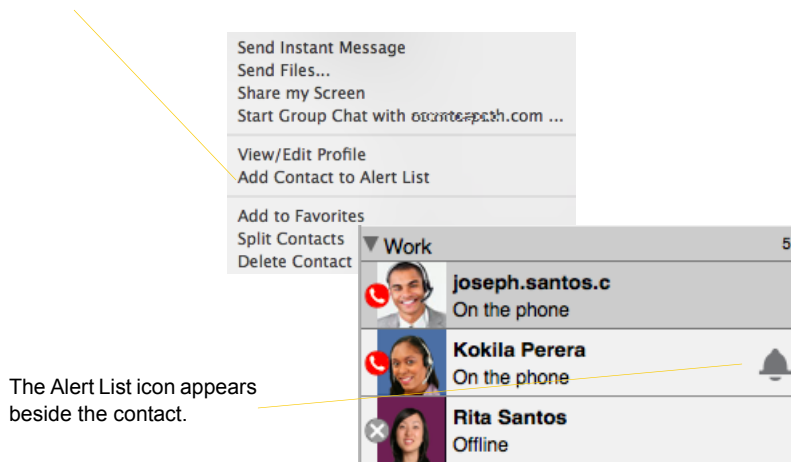 Send Instant Message
Send Files...
Share my Screen
Start Group Chat with .com ...
View/Edit Profile
Add Contact to Alert List
Add to Favorites
Split Contacts
Delete Contact
Work 5
joseph.santos.c
On the phone
Kokila Perera
On the phone
Rita Santos
Offline
The Alert List icon appears
beside the contact.